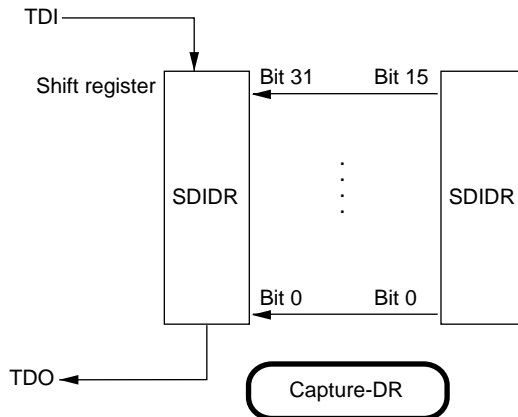 TDI
Shift register
Bit 31 Bit 15
SDIDR SDIDR
Bit 0 Bit 0
TDO
Capture-DR